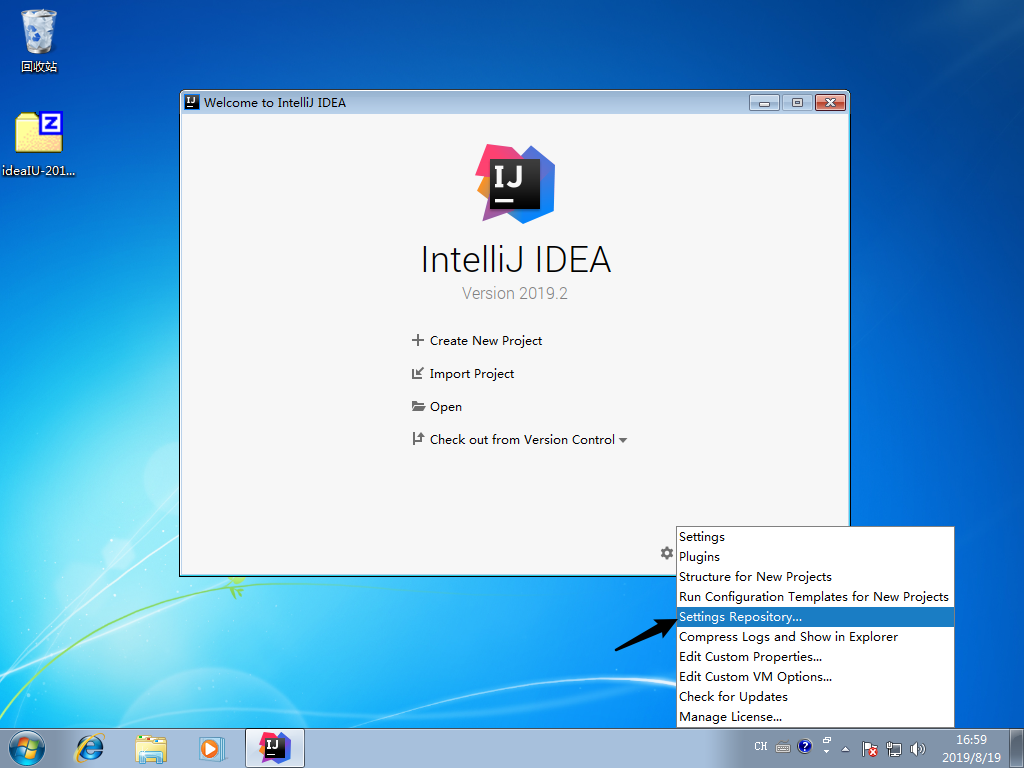 回收站
ideaIU-201...
IJ Welcome to IntelliJ IDEA
IJ
IntelliJ IDEA
Version 2019.2
Create New Project
Import Project
Open
Check out from Version Control
Settings
Plugins
Structure for New Projects
Run Configuration Templates for New Projects
Settings Repository...
Compress Logs and Show in Explorer
Edit Custom Properties...
Edit Custom VM Options...
Check for Updates
Manage License...
IJ
CH
16:59
2019/8/19